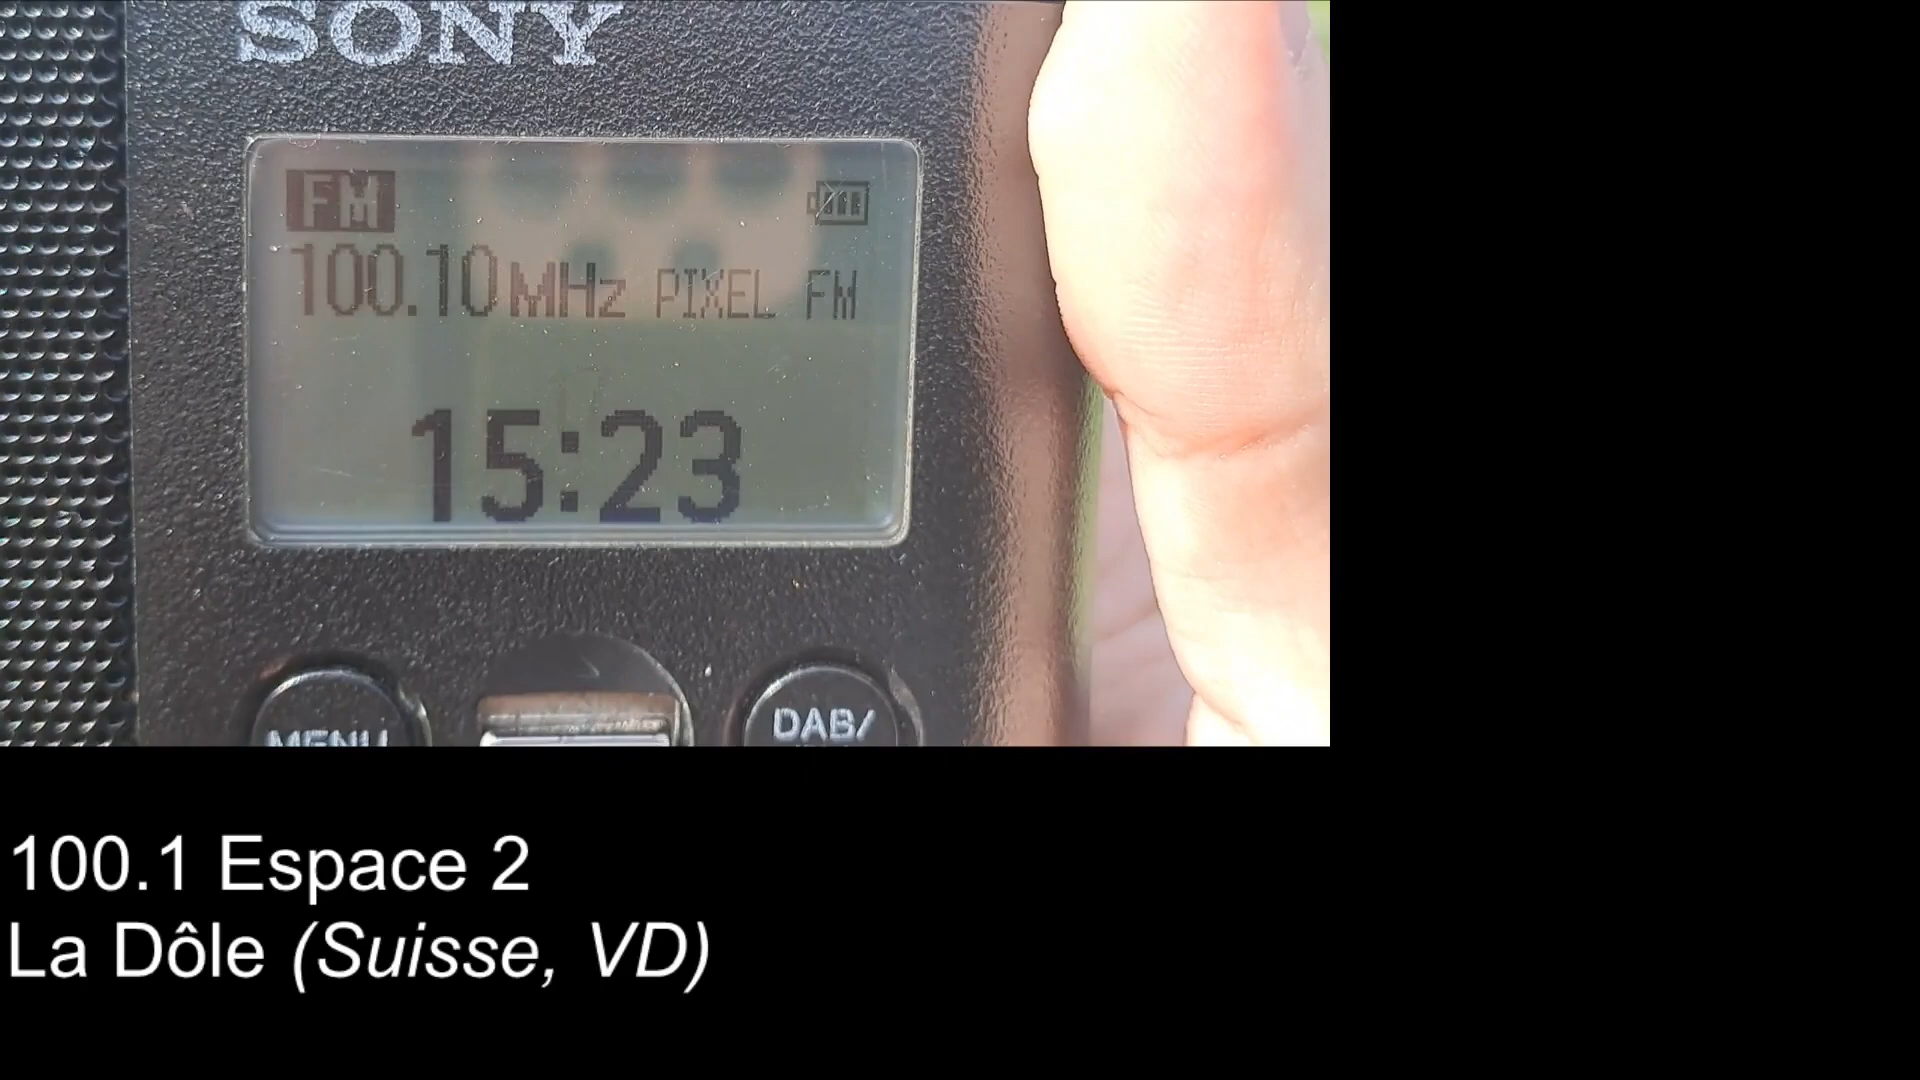 SONY
FM
100.10 MHz PIXEL FM
15:23
MENU
DAB/
100.1 Espace 2
La Dôle (Suisse, VD)